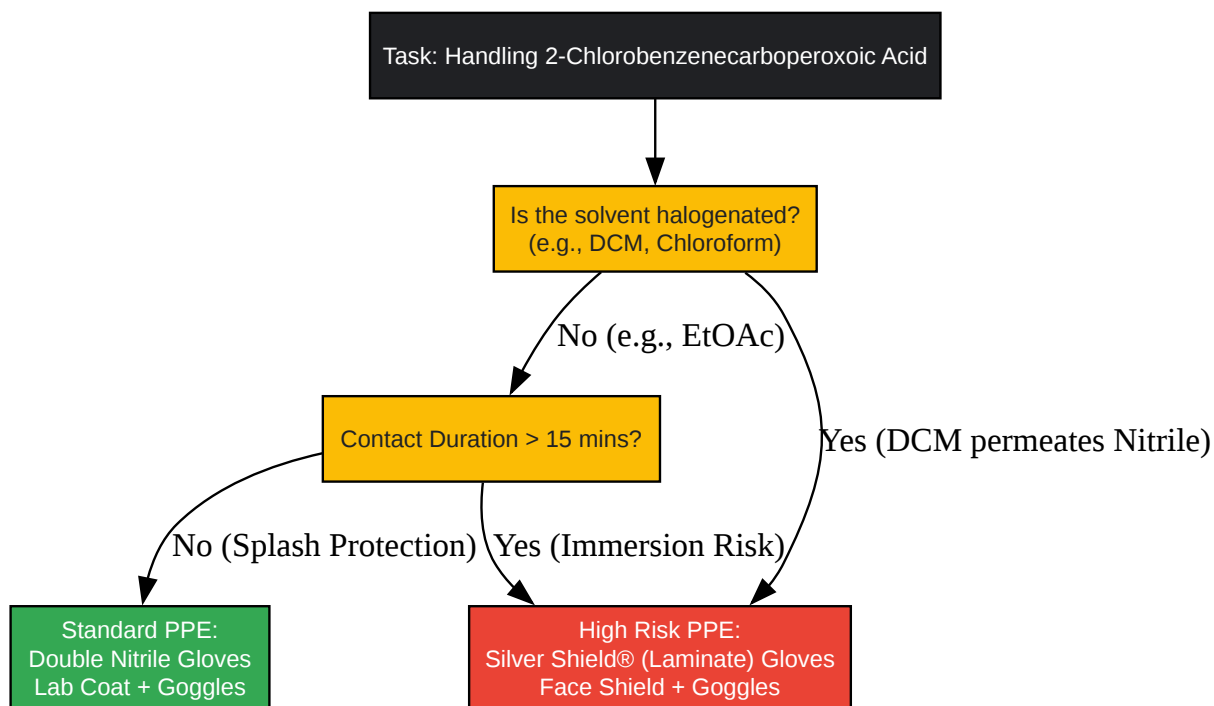 Task: Handling 2-Chlorobenzenecarboperoxoic Acid
Is the solvent halogenated?
(e.g., DCM, Chloroform)
No (e.g., EtOAc)
Contact Duration > 15 mins?
Yes (DCM permeates Nitrile)
No (Splash Protection)
Yes (Immersion Risk)
Standard PPE:
Double Nitrile Gloves
Lab Coat + Goggles
High Risk PPE:
Silver Shield® (Laminate) Gloves
Face Shield + Goggles